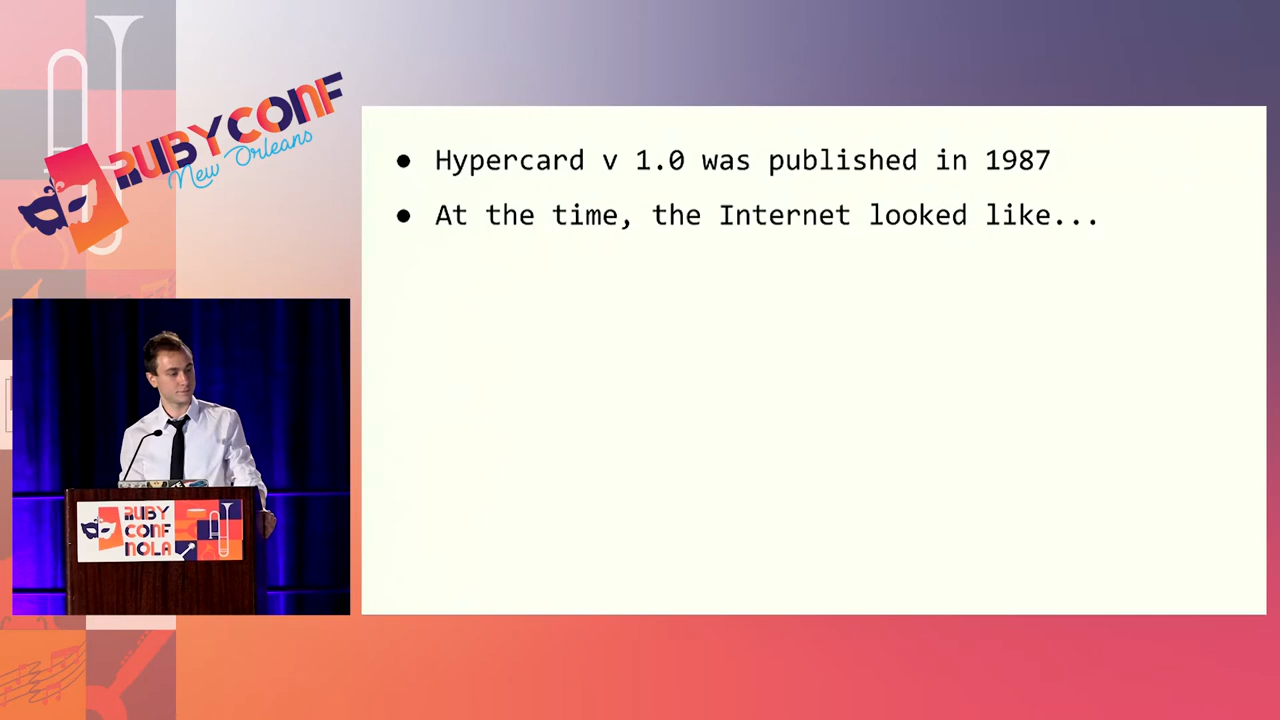 RUBYCONF
New Orleans
● Hypercard v 1.0 was published in 1987
● At the time, the Internet looked like...
RUBY
CONF
NOLA